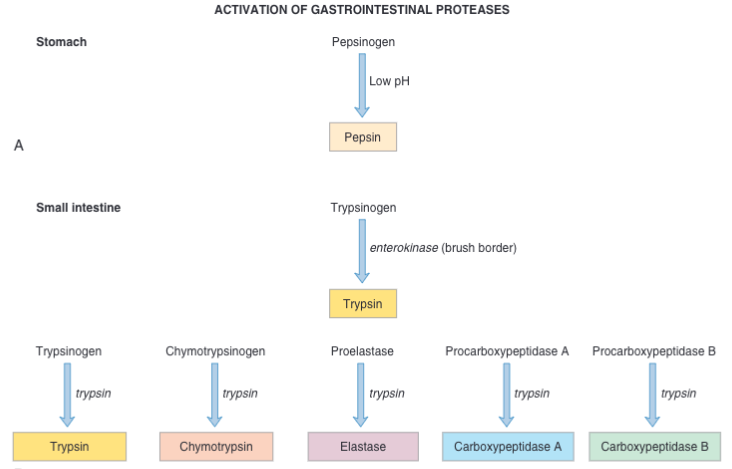 ACTIVATION OF GASTROINTESTINAL PROTEASES
Stomach
Pepsinogen
Low pH
Pepsin
A
Small intestine
Trypsinogen
enterokinase (brush border)
Trypsin
Trypsinogen Chymotrypsinogen Proelastase Procarboxypeptidase A Procarboxypeptidase B
trypsin trypsin trypsin trypsin trypsin
Trypsin Chymotrypsin Elastase Carboxypeptidase A Carboxypeptidase B